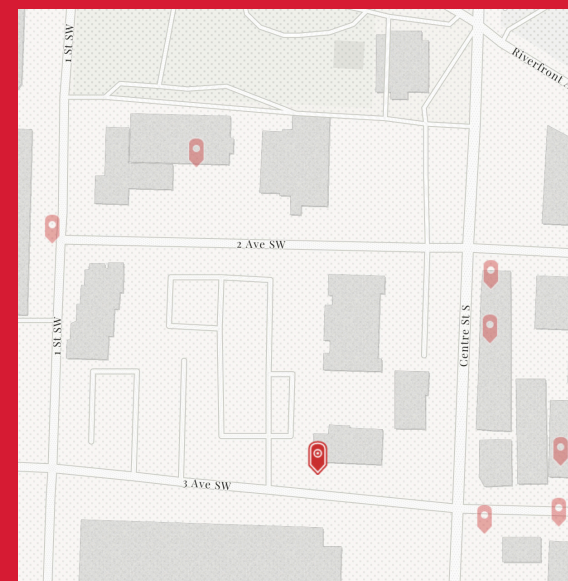 1 St SW
Riverfront A
2 Ave SW
1 St SW
Centre St S
3 Ave SW